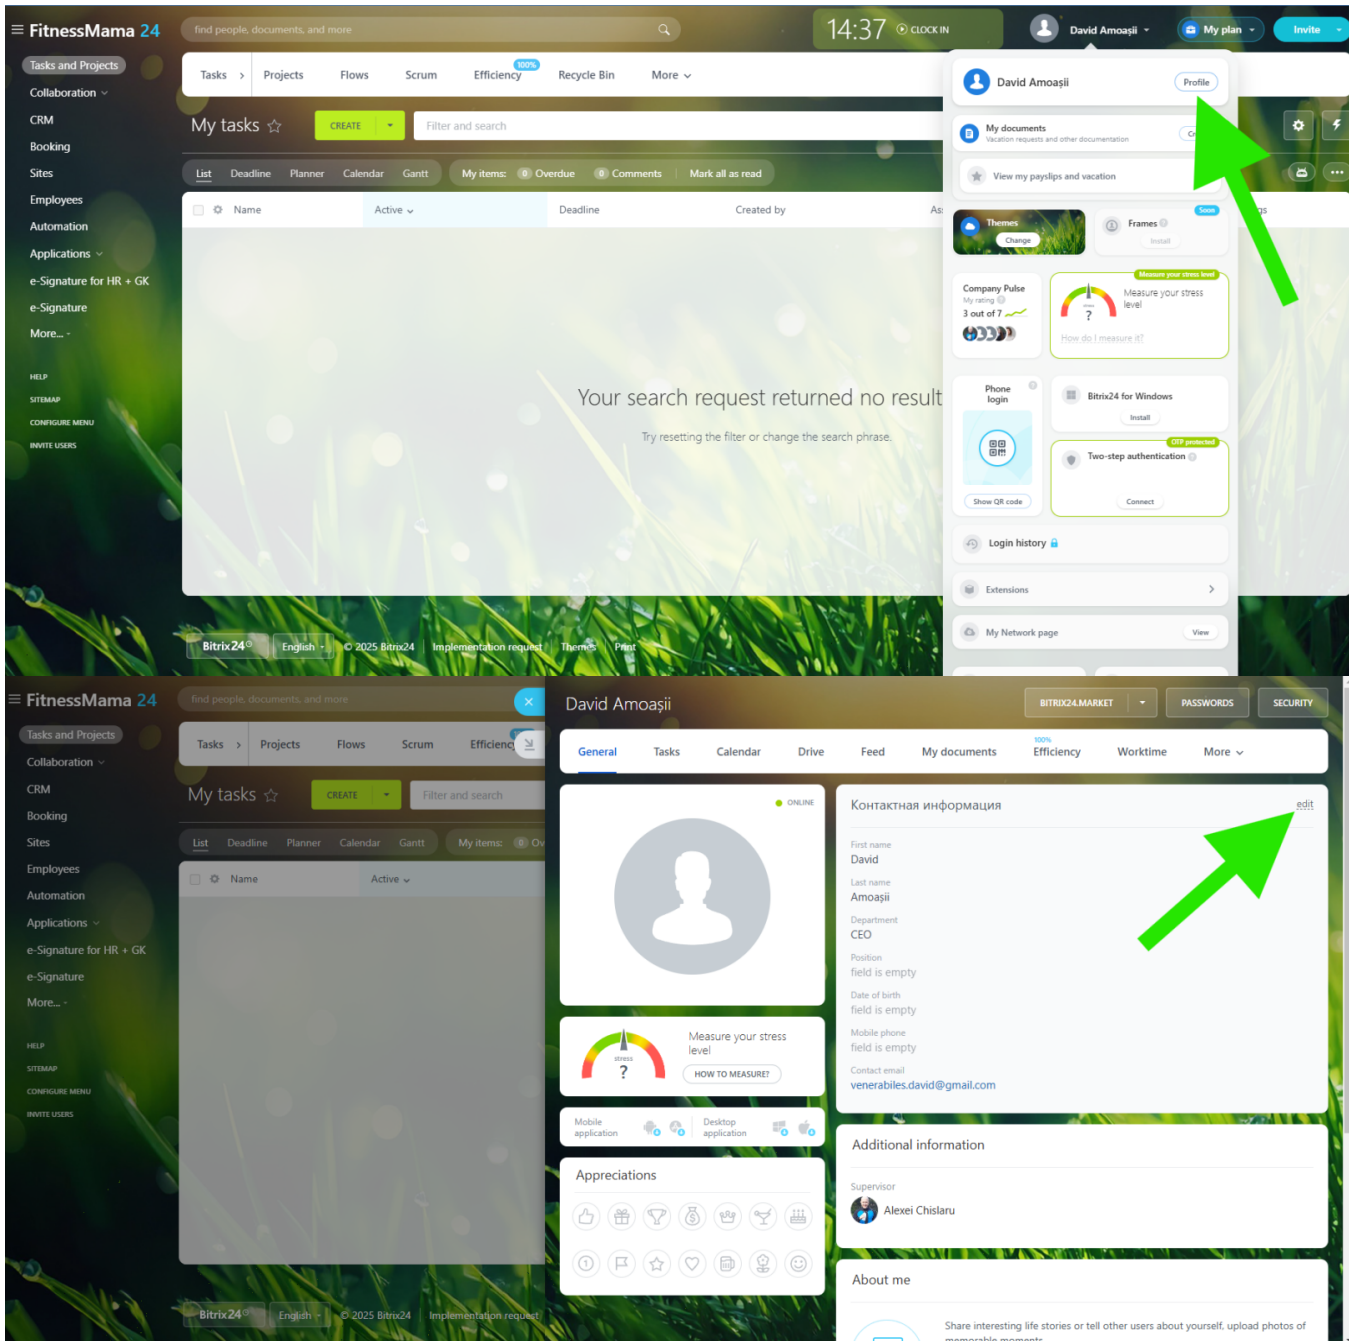 FitnessMama 24
find people, documents, and more
14:37 CLOCK IN
David Amoașii
My plan
Invite
Tasks and Projects
Collaboration
CRM
Booking
Sites
Employees
Automation
Applications
e-Signature for HR + GK
e-Signature
More...
HELP
SITEMAP
CONFIGURE MENU
INVITE USERS
Tasks
Projects
Flows
Scrum
Efficiency
100%
Recycle Bin
More
My tasks
CREATE
Filter and search
List
Deadline
Planner
Calendar
Gantt
My items:
0 Overdue
0 Comments
Mark all as read
Name
Active
Deadline
Created by
Your search request returned no result
Try resetting the filter or change the search phrase.
Bitrix24
English
© 2025 Bitrix24
Implementation request
Themes
Print
David Amoașii
Profile
My documents
Vacation requests and other documentation
View my payslips and vacation
Themes
Change
Soon
Frames
Install
Company Pulse
My rating
3 out of 7
Measure your stress level
stress
?
Measure your stress
level
How do I measure it?
Phone
login
Show QR code
Bitrix24 for Windows
Install
OTP protected
Two-step authentication
Connect
Login history
Extensions
My Network page
View
FitnessMama 24
find people, documents, and more
Tasks and Projects
Collaboration
CRM
Booking
Sites
Employees
Automation
Applications
e-Signature for HR + GK
e-Signature
More...
HELP
SITEMAP
CONFIGURE MENU
INVITE USERS
Tasks
Projects
Flows
Scrum
My tasks
CREATE
Filter and search
List
Deadline
Planner
Calendar
Gantt
My items:
0
Name
Active
Bitrix24
English
© 2025 Bitrix24
Implementation request
David Amoașii
BITRIX24.MARKET
PASSWORDS
SECURITY
General
Tasks
Calendar
Drive
Feed
My documents
100%
Efficiency
Worktime
More
ONLINE
Контактная информация
edit
First name
David
Last name
Amoașii
Department
CEO
Position
field is empty
Date of birth
field is empty
Mobile phone
field is empty
Contact email
venerabiles.david@gmail.com
stress
?
Measure your stress
level
HOW TO MEASURE?
Mobile
application
Desktop
application
Appreciations
Additional information
Supervisor
Alexei Chislaru
About me
Share interesting life stories or tell other users about yourself, upload photos of
memorable moments